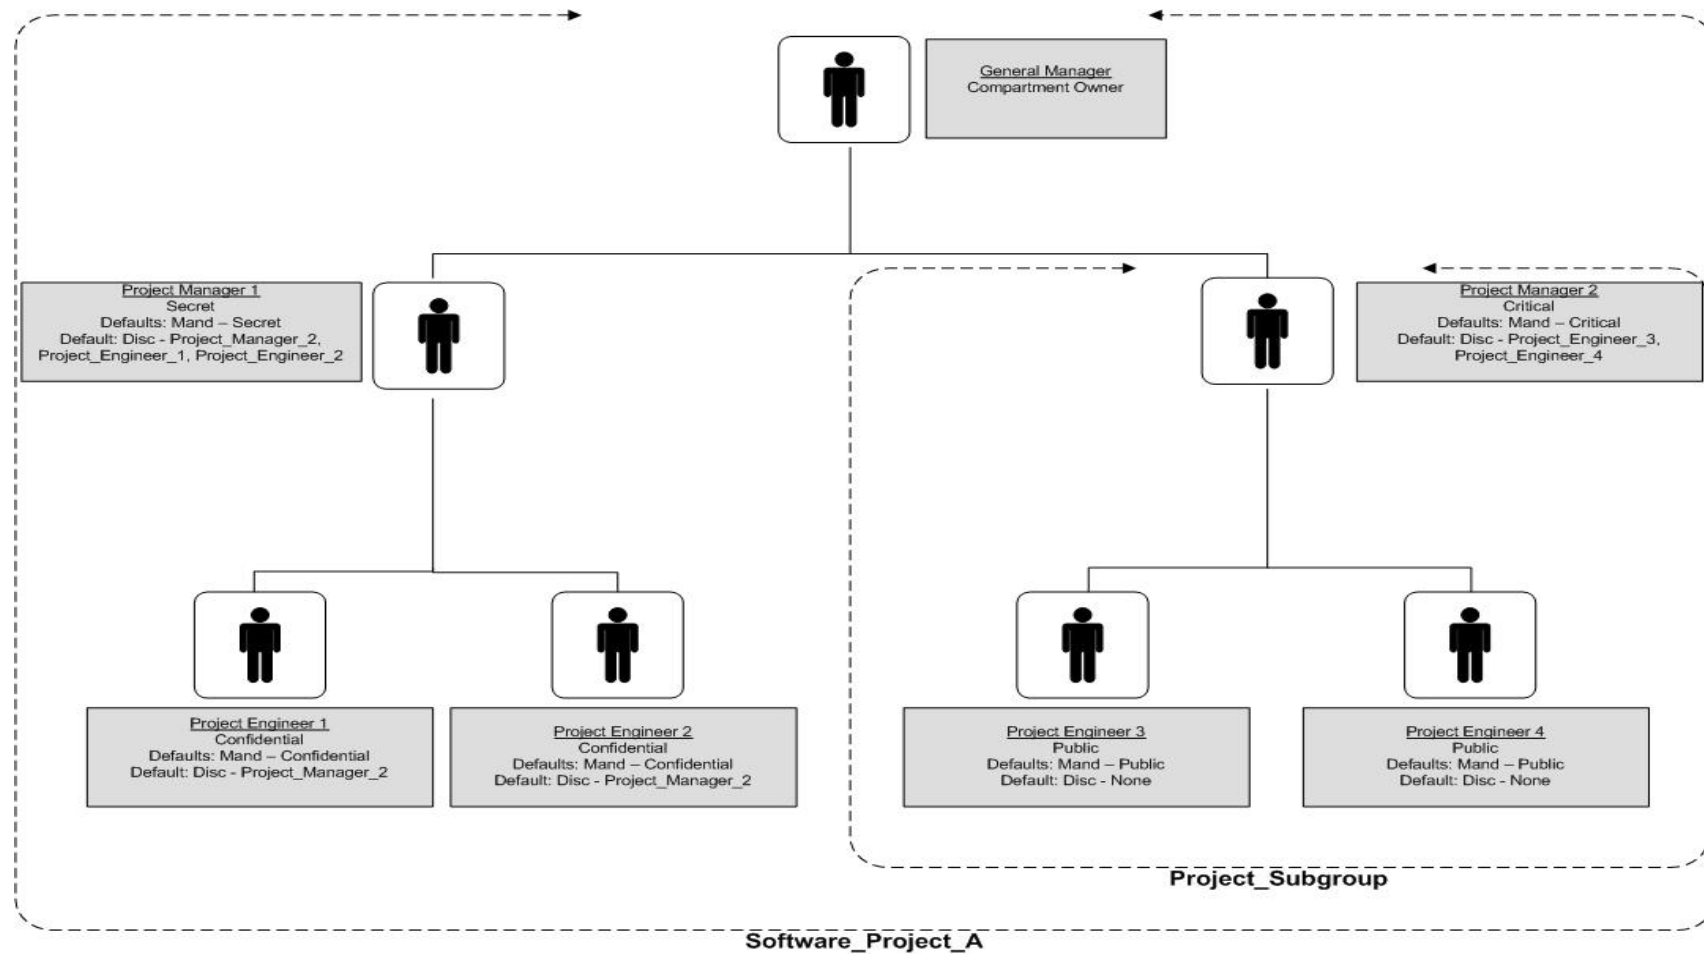 General Manager
Compartment Owner
Project Manager 1
Secret
Defaults: Mand – Secret
Default: Disc - Project_Manager_2,
Project_Engineer_1, Project_Engineer_2
Project Manager 2
Critical
Defaults: Mand – Critical
Default: Disc - Project_Engineer_3,
Project_Engineer_4
Project Engineer 1
Confidential
Defaults: Mand – Confidential
Default: Disc - Project_Manager_2
Project Engineer 2
Confidential
Defaults: Mand – Confidential
Default: Disc - Project_Manager_2
Project Engineer 3
Public
Defaults: Mand – Public
Default: Disc - None
Project Engineer 4
Public
Defaults: Mand – Public
Default: Disc - None
Project_Subgroup
Software_Project_A